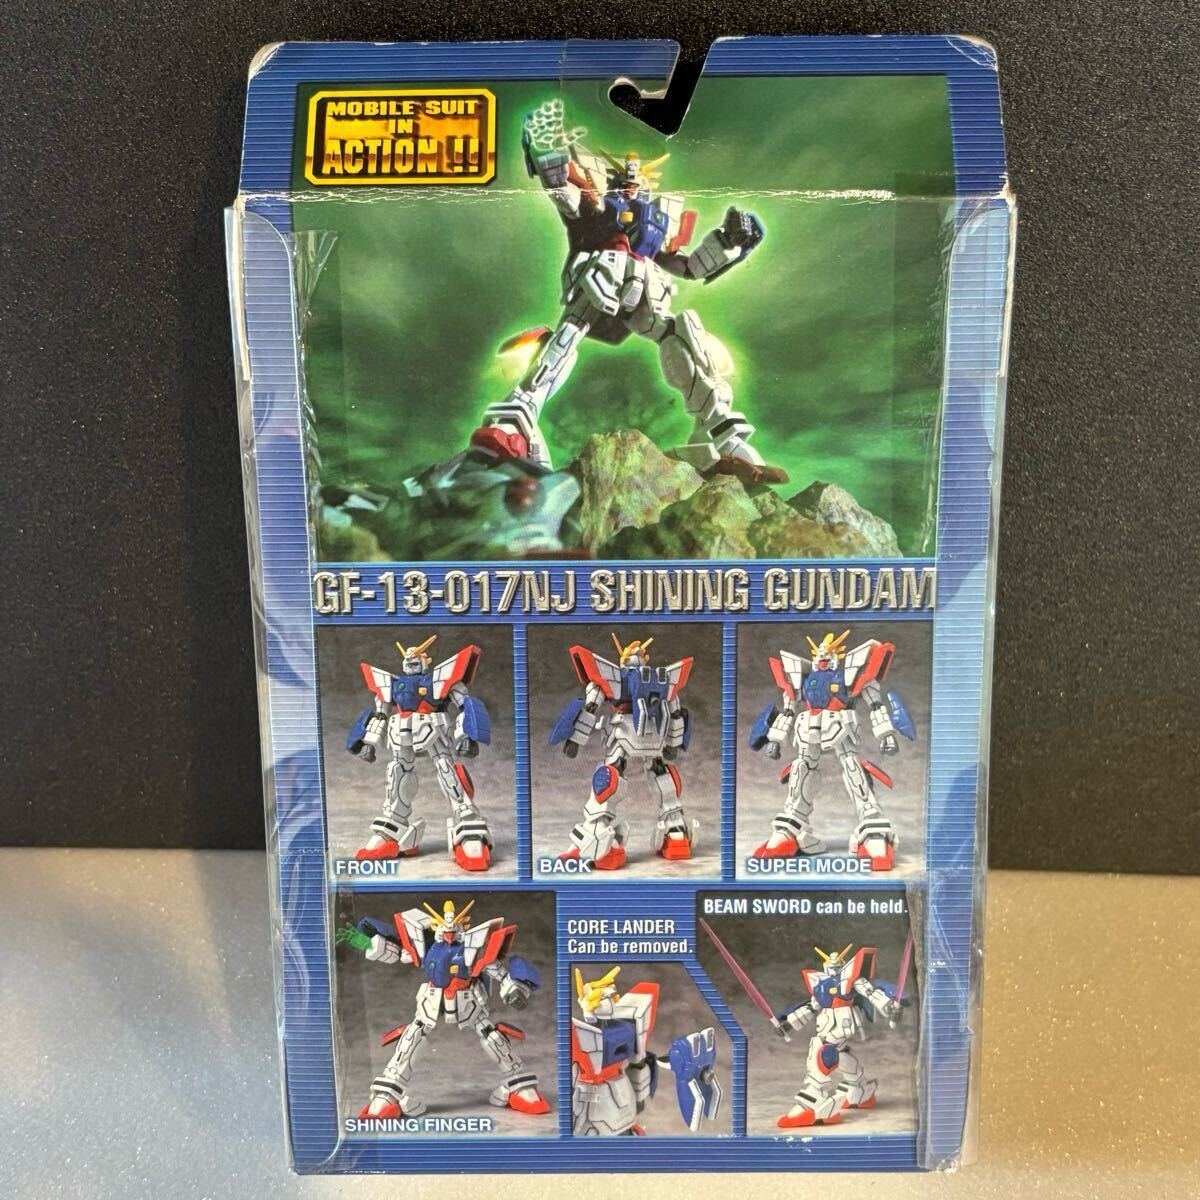 MOBILE SUIT
IN
ACTION !!
GF-13-017NJ SHINING GUNDAM
FRONT
BACK
SUPER MODE
SHINING FINGER
CORE LANDER
Can be removed.
BEAM SWORD can be held.